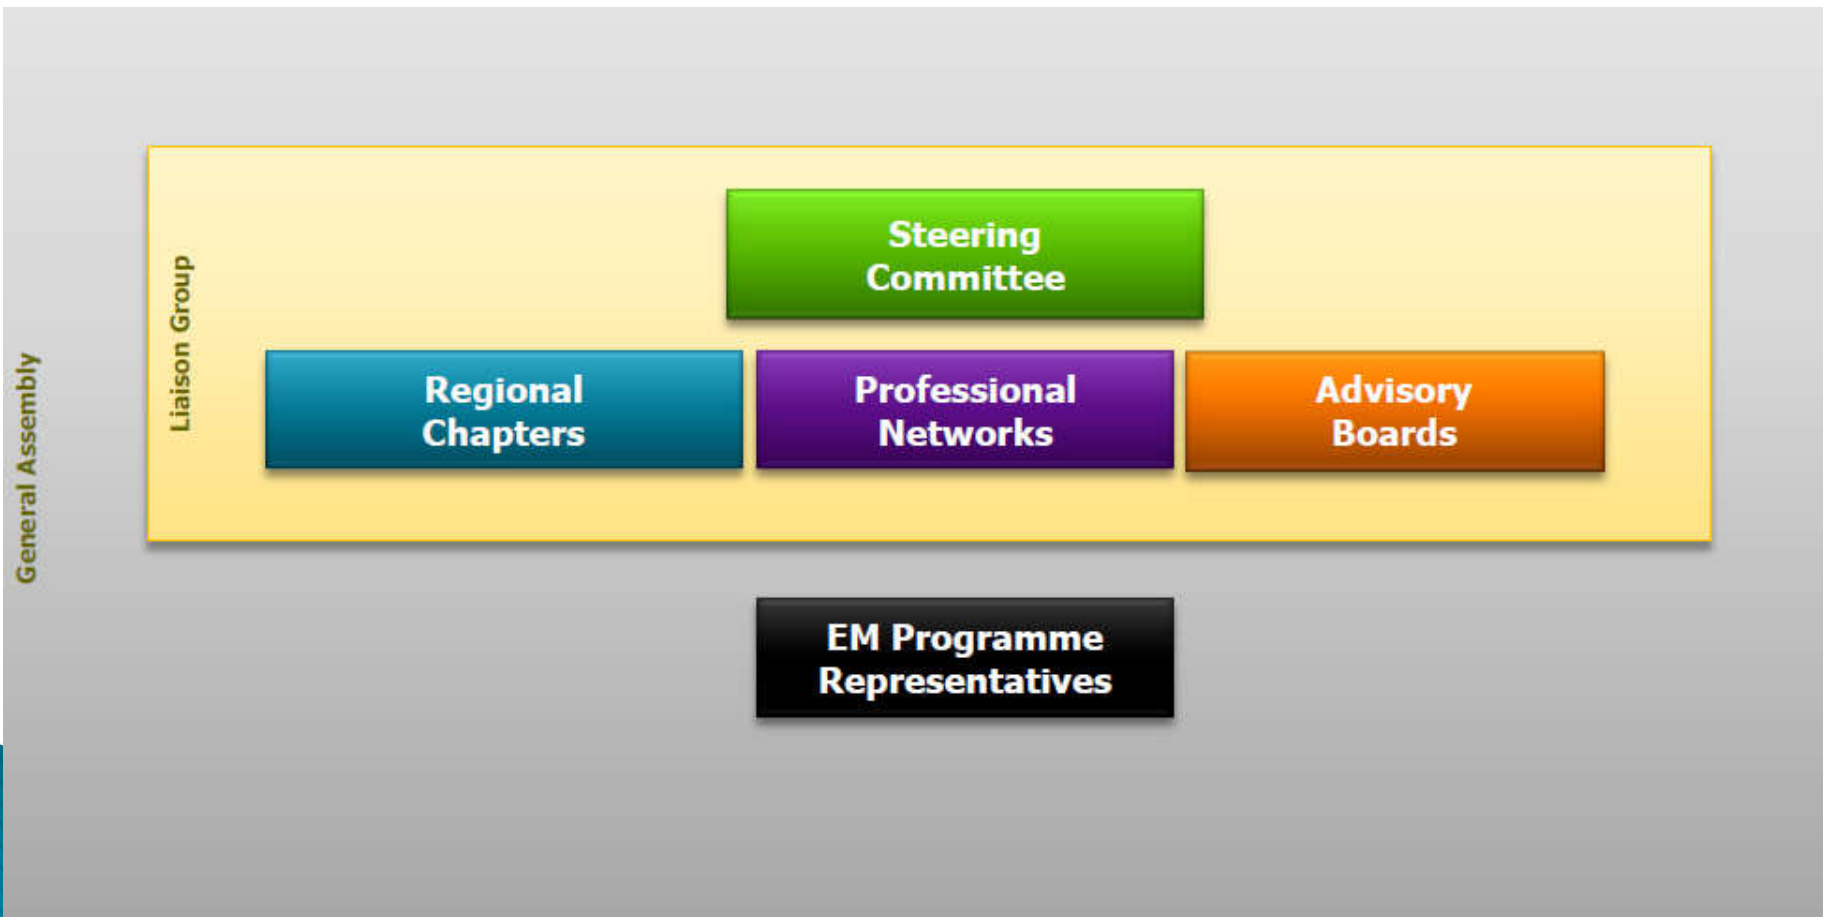 General Assembly
Liaison Group
Steering
Committee
Regional
Chapters
Professional
Networks
Advisory
Boards
EM Programme
Representatives